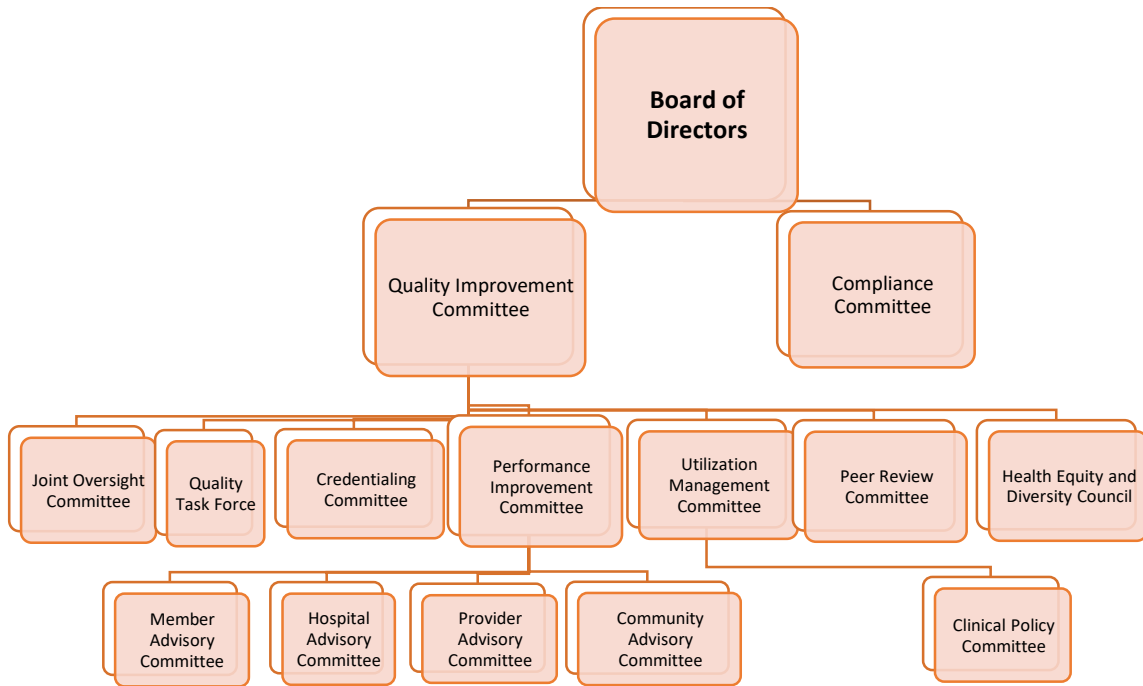 Board of
Directors
Quality Improvement
Committee
Compliance
Committee
Joint Oversight
Committee
Quality
Task Force
Credentialing
Committee
Performance
Improvement
Committee
Utilization
Management
Committee
Peer Review
Committee
Health Equity and
Diversity Council
Member
Advisory
Committee
Hospital
Advisory
Committee
Provider
Advisory
Committee
Community
Advisory
Committee
Clinical Policy
Committee